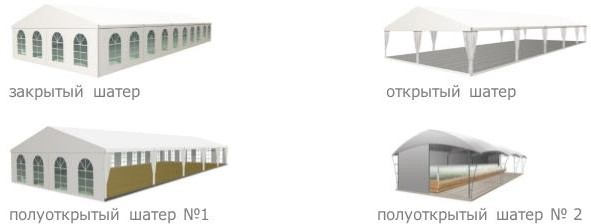 закрытый шатер
открытый шатер
полуоткрытый шатер №1
полуоткрытый шатер № 2